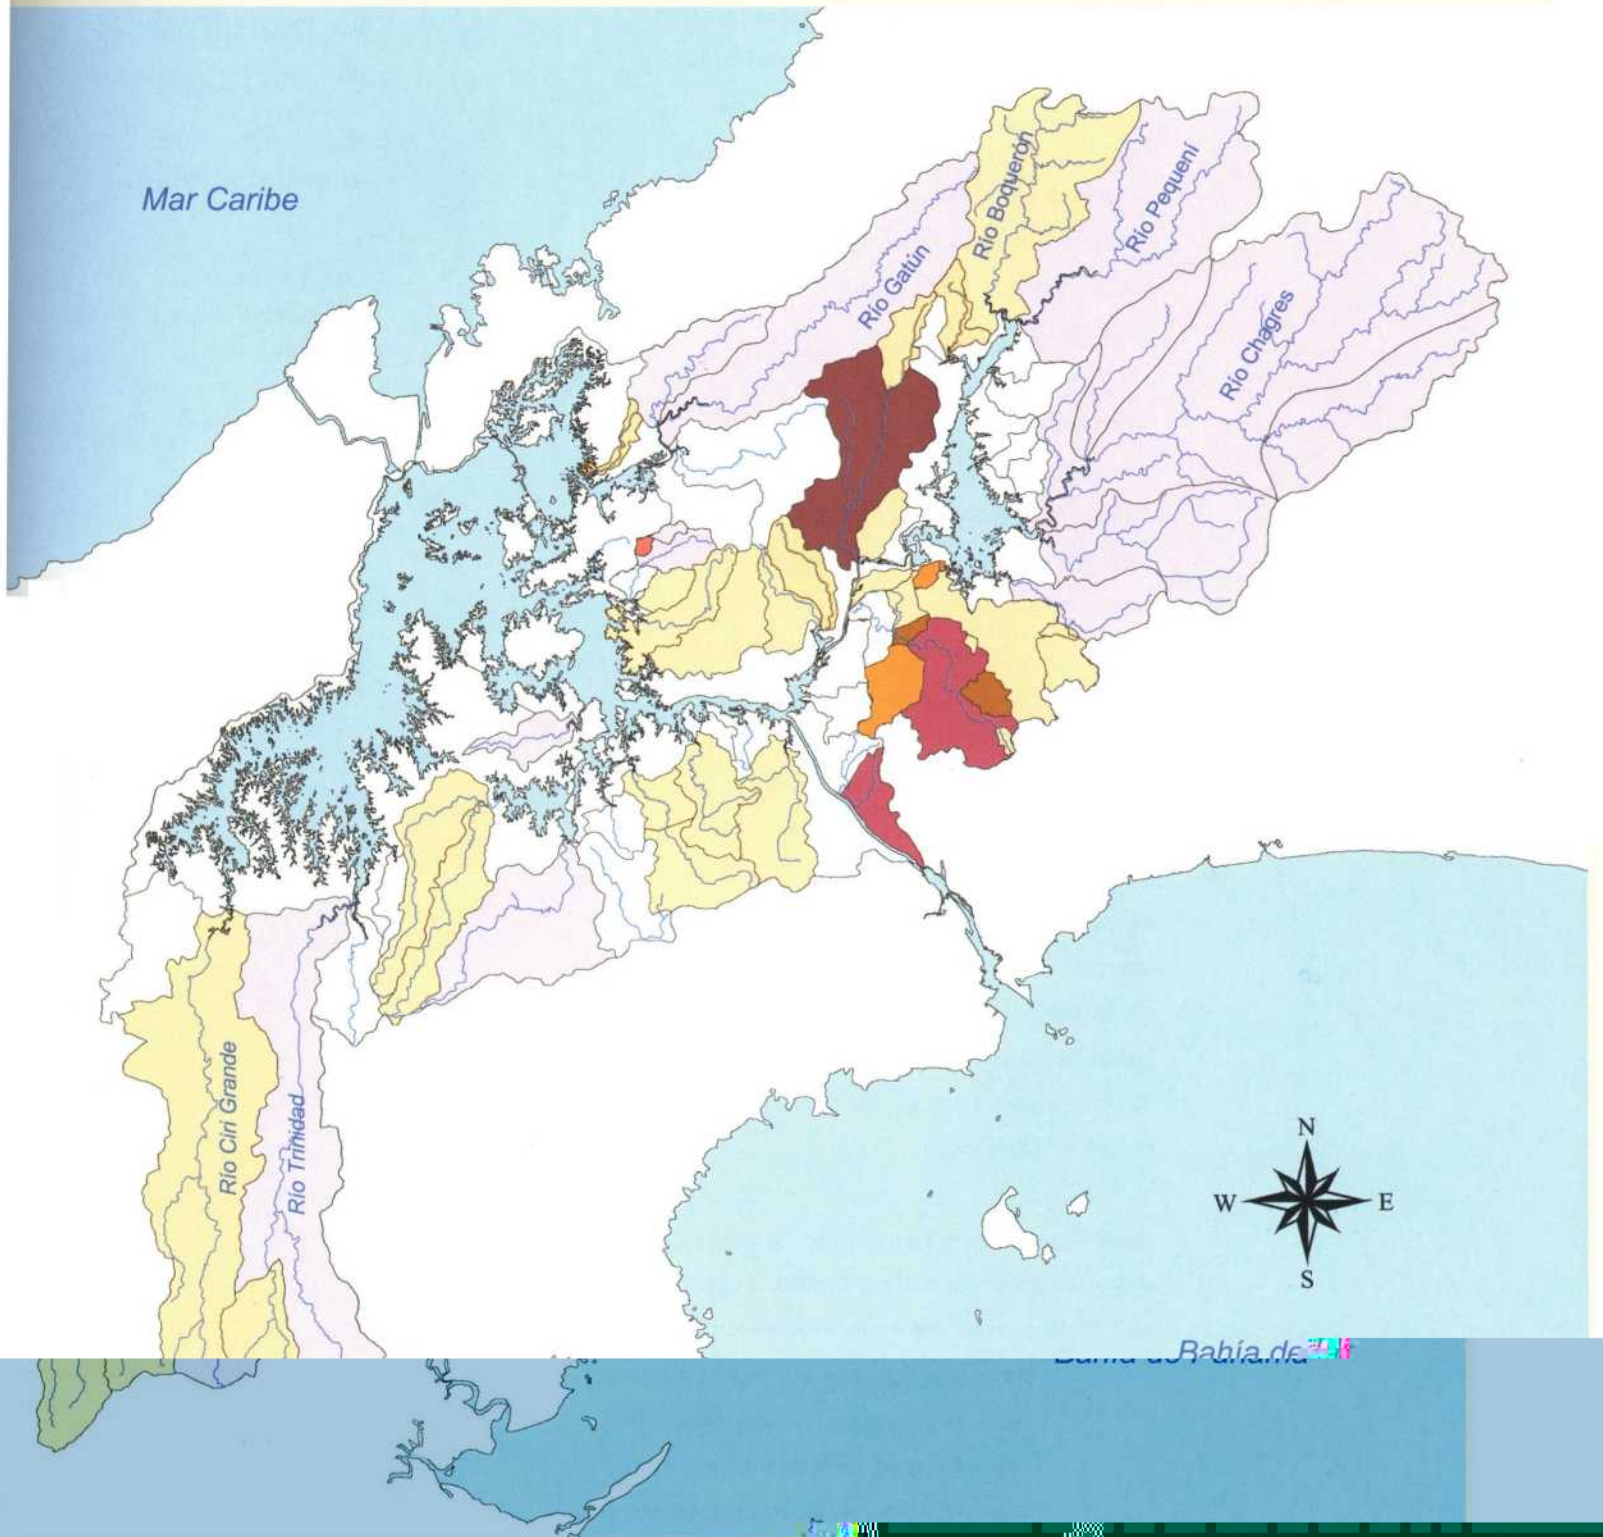 Mar Caribe
Río Boquerón
Río Pequení
Río Gatún
Río Chagres
Río Ciri Grande
Río Trinidad
N
W
E
S
Bahía de